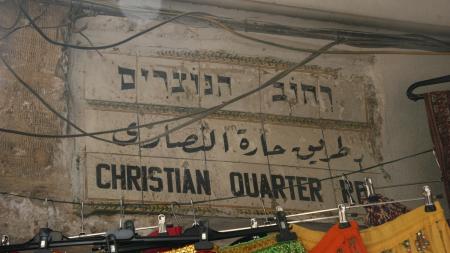 רחוב הנוצרים
طريق حارة النصارى
CHRISTIAN QUARTER